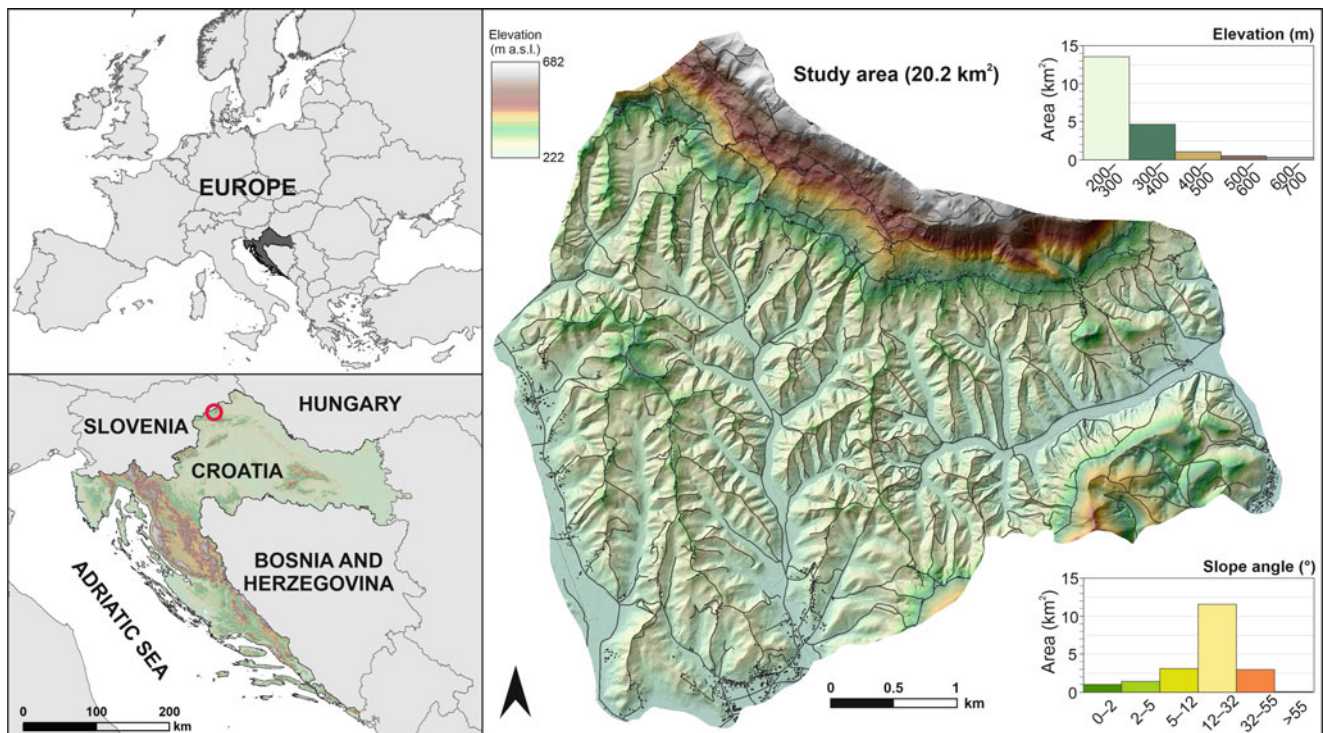 EUROPE
SLOVENIA
HUNGARY
CROATIA
BOSNIA AND
HERZEGOVINA
ADRIATIC SEA
0 100 200
km
Elevation
(m a.s.l.)
682
222
Study area (20.2 km²)
Elevation (m)
Area (km²)
15
10
5
0
200–300
300–400
400–500
500–600
600–700
Slope angle (°)
Area (km²)
15
10
5
0
0–2
2–5
5–12
12–32
32–55
>55
0 0.5 1
km